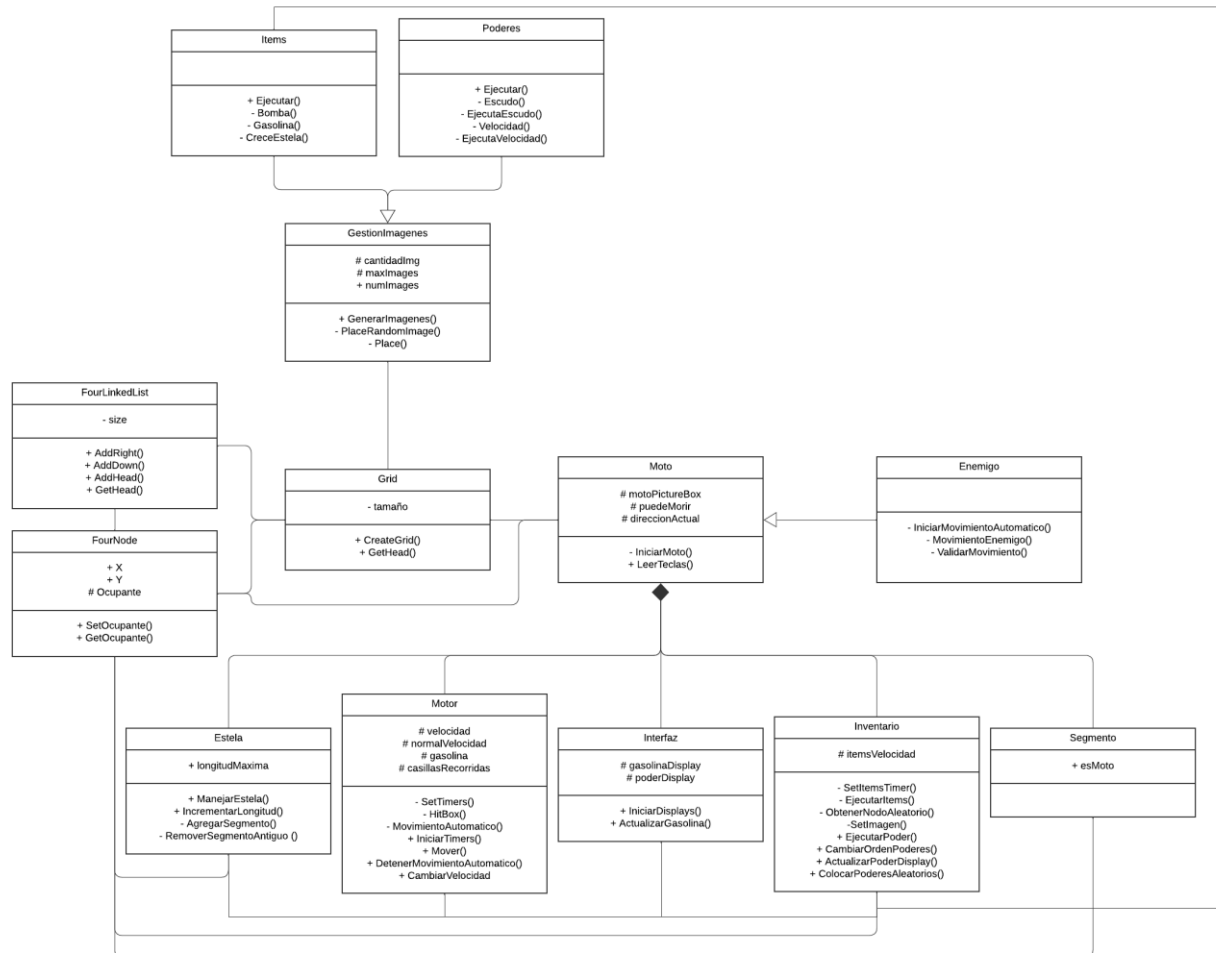 Items
+ Ejecutar()
- Bomba()
- Gasolina()
- CreceEstela()
Poderes
+ Ejecutar()
- Escudo()
- EjecutaEscudo()
- Velocidad()
- EjecutaVelocidad()
GestionImagenes
# cantidadImg
# maxImages
+ numImages
+ GenerarImagenes()
- PlaceRandomImage()
- Place()
FourLinkedList
- size
+ AddRight()
+ AddDown()
+ AddHead()
+ GetHead()
Grid
- tamaño
+ CreateGrid()
+ GetHead()
Moto
# motoPictureBox
# puedeMorir
# direccionActual
- IniciarMoto()
+ LeerTeclas()
Enemigo
- IniciarMovimientoAutomatico()
- MovimientoEnemigo()
- ValidarMovimiento()
FourNode
+ X
+ Y
# Ocupante
+ SetOcupante()
+ GetOcupante()
Estela
+ longitudMaxima
+ ManejarEstela()
+ IncrementarLongitud()
- AgregarSegmento()
- RemoverSegmentoAntiguo ()
Motor
# velocidad
# normalVelocidad
# gasolina
# casillasRecorridas
- SetTimers()
- HitBox()
- MovimientoAutomatico()
+ IniciarTimers()
+ Mover()
+ DetenerMovimientoAutomatico()
+ CambiarVelocidad
Interfaz
# gasolinaDisplay
# poderDisplay
+ IniciarDisplays()
+ ActualizarGasolina()
Inventario
# itemsVelocidad
- SetItemsTimer()
- EjecutarItems()
- ObtenerNodoAleatorio()
-SetImagen()
+ EjecutarPoder()
+ CambiarOrdenPoderes()
+ ActualizarPoderDisplay()
+ ColocarPoderesAleatorios()
Segmento
+ esMoto